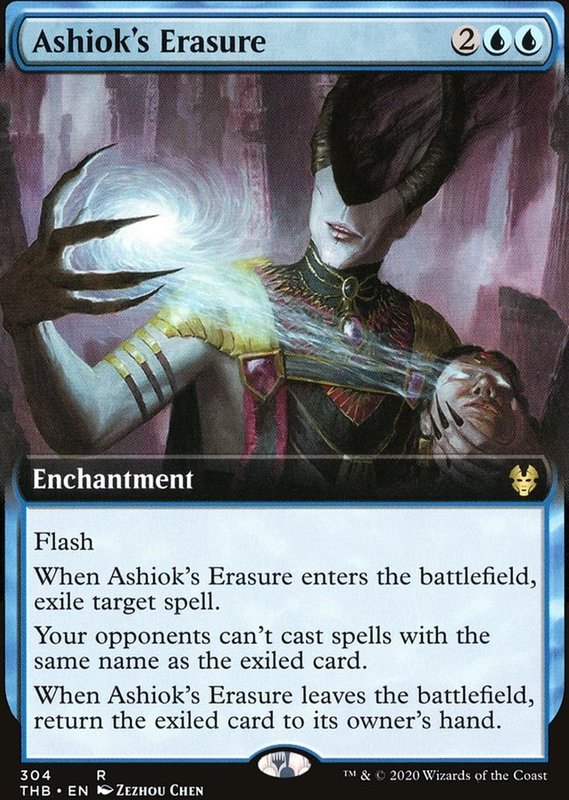 Ashiok's Erasure 2
Enchantment
Flash
When Ashiok's Erasure enters the battlefield,
exile target spell.
Your opponents can't cast spells with the
same name as the exiled card.
When Ashiok's Erasure leaves the battlefield,
return the exiled card to its owner's hand.
304 R
THB • EN Zezhou Chen
™ & © 2020 Wizards of the Coast